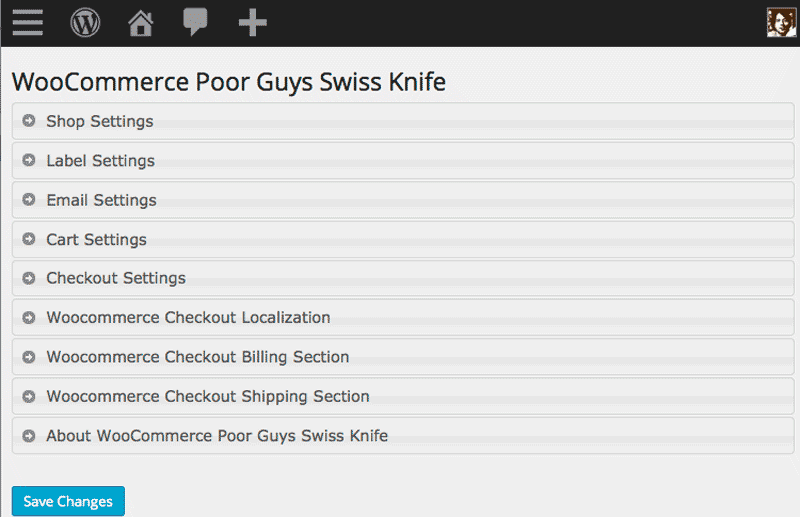 WooCommerce Poor Guys Swiss Knife
Shop Settings
Label Settings
Email Settings
Cart Settings
Checkout Settings
Woocommerce Checkout Localization
Woocommerce Checkout Billing Section
Woocommerce Checkout Shipping Section
About WooCommerce Poor Guys Swiss Knife
Save Changes